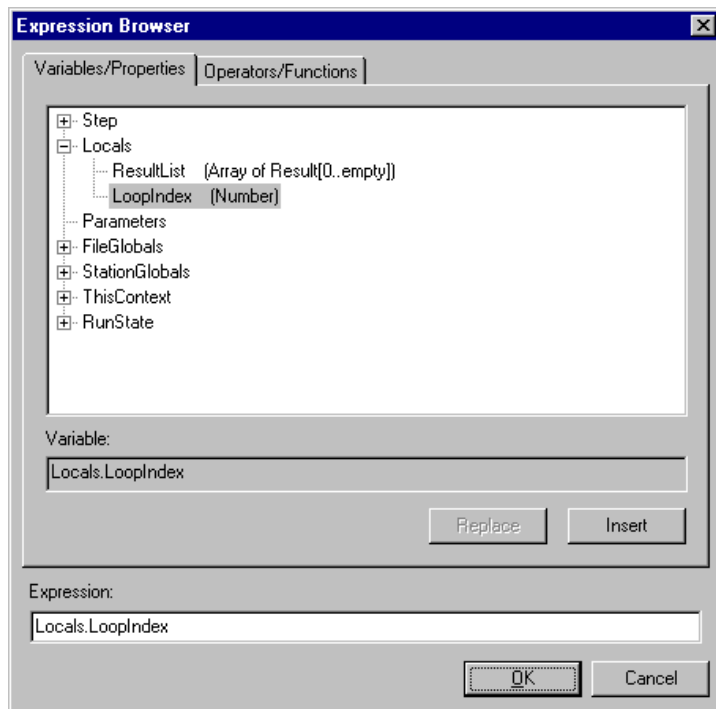 Expression Browser
Variables/Properties
Operators/Functions
Step
Locals
ResultList (Array of Result[0..empty])
LoopIndex (Number)
Parameters
FileGlobals
StationGlobals
ThisContext
RunState
Variable:
Locals.LoopIndex
Replace
Insert
Expression:
Locals.LoopIndex
OK
Cancel